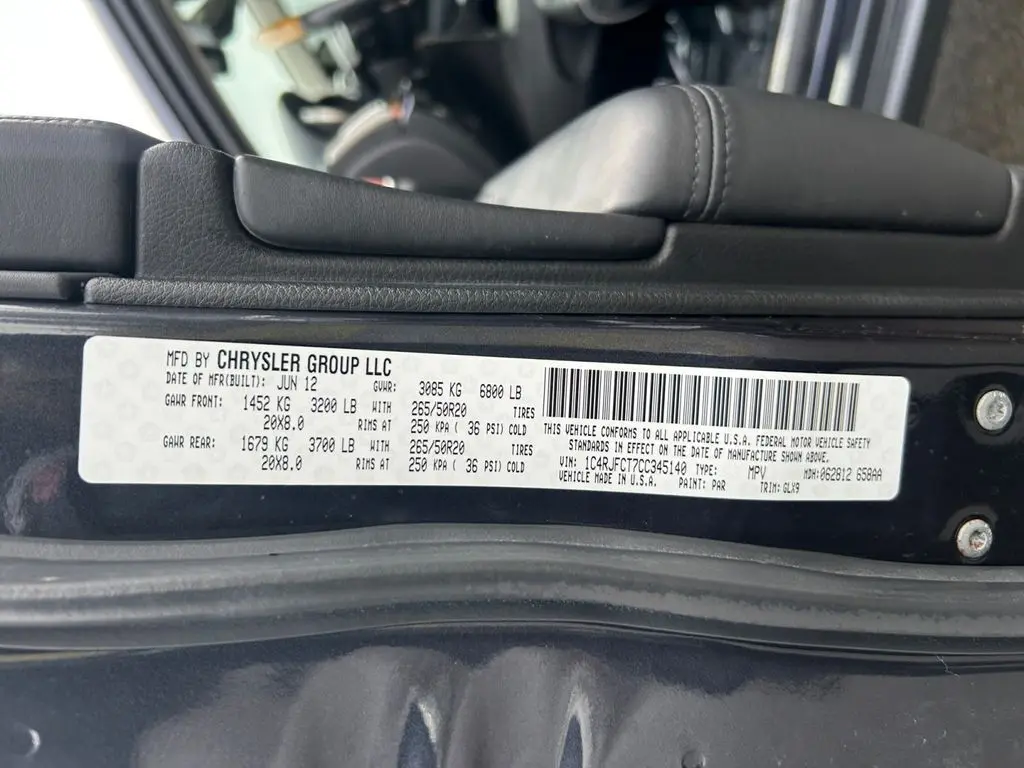 MFD BY CHRYSLER GROUP LLC
DATE OF MFR(BUILT): JUN 12 GVWR: 3085 KG 6800 LB
GAWR FRONT: 1452 KG 3200 LB WITH 265/50R20 TIRES
20X8.0 RIMS AT 250 KPA ( 36 PSI) COLD
GAWR REAR: 1679 KG 3700 LB WITH 265/50R20 TIRES
20X8.0 RIMS AT 250 KPA ( 36 PSI) COLD
THIS VEHICLE CONFORMS TO ALL APPLICABLE U.S.A. FEDERAL MOTOR VEHICLE SAFETY
STANDARDS IN EFFECT ON THE DATE OF MANUFACTURE SHOWN ABOVE.
VIN: 1C4RJFCT7CC345140 TYPE: MPV MDH:062812 658AA
VEHICLE MADE IN U.S.A. PAINT: PAR TRIM: GLX9